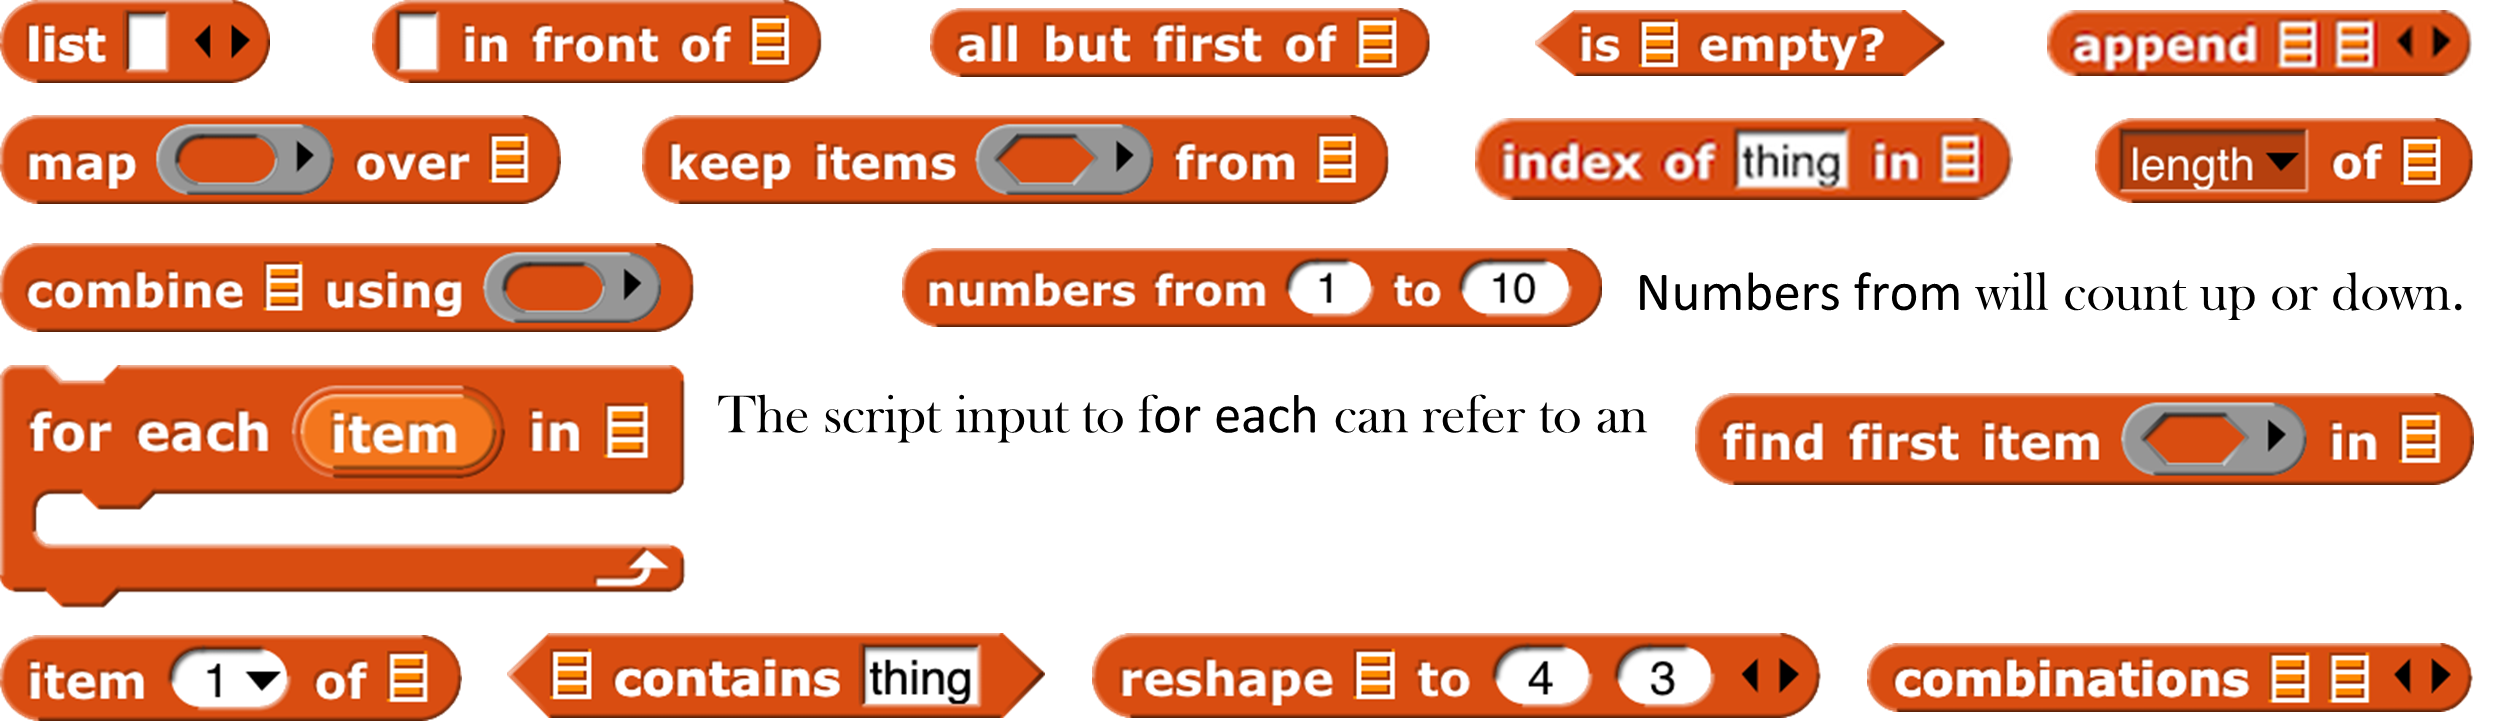 list in front of all but first of is empty? append
map over keep items from index of thing in length of
combine using numbers from 1 to 10 Numbers from will count up or down.
for each item in The script input to for each can refer to an find first item in
item 1 of contains thing reshape to 4 3 combinations